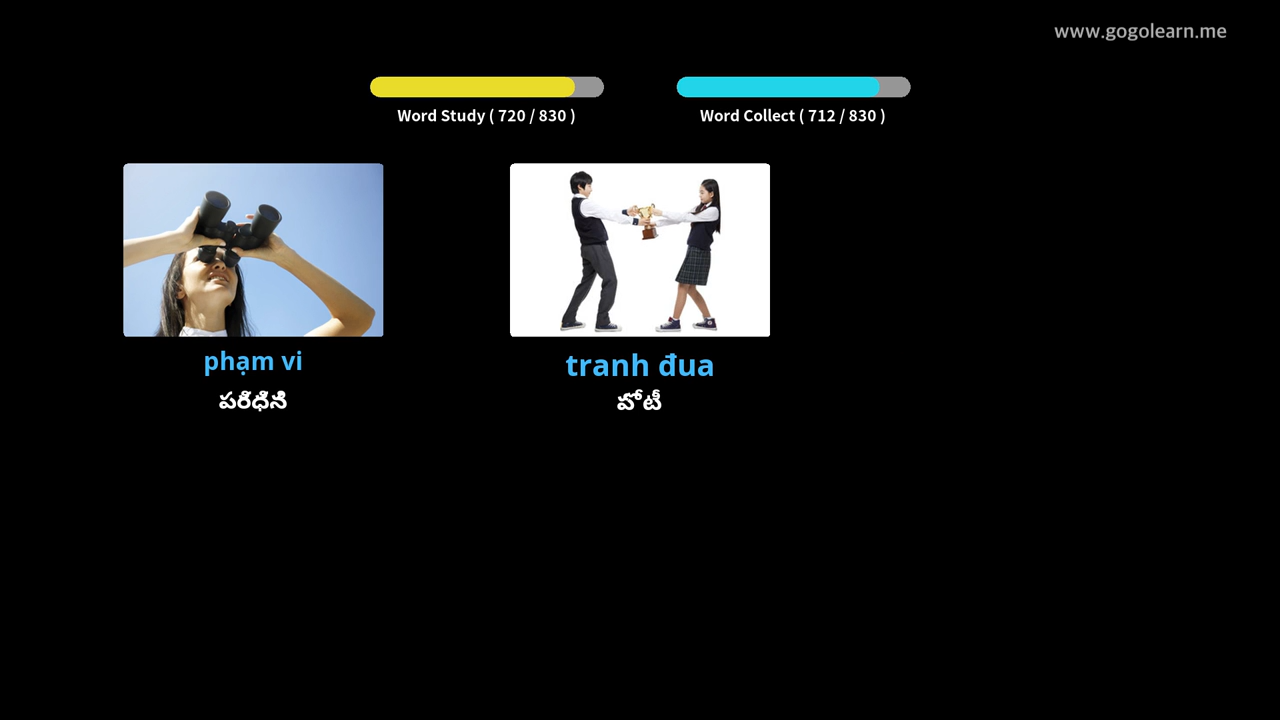 www.gogolearn.me
Word Study ( 720 / 830 )
Word Collect ( 712 / 830 )
phạm vi
పరిధిని
tranh đua
పోటీ